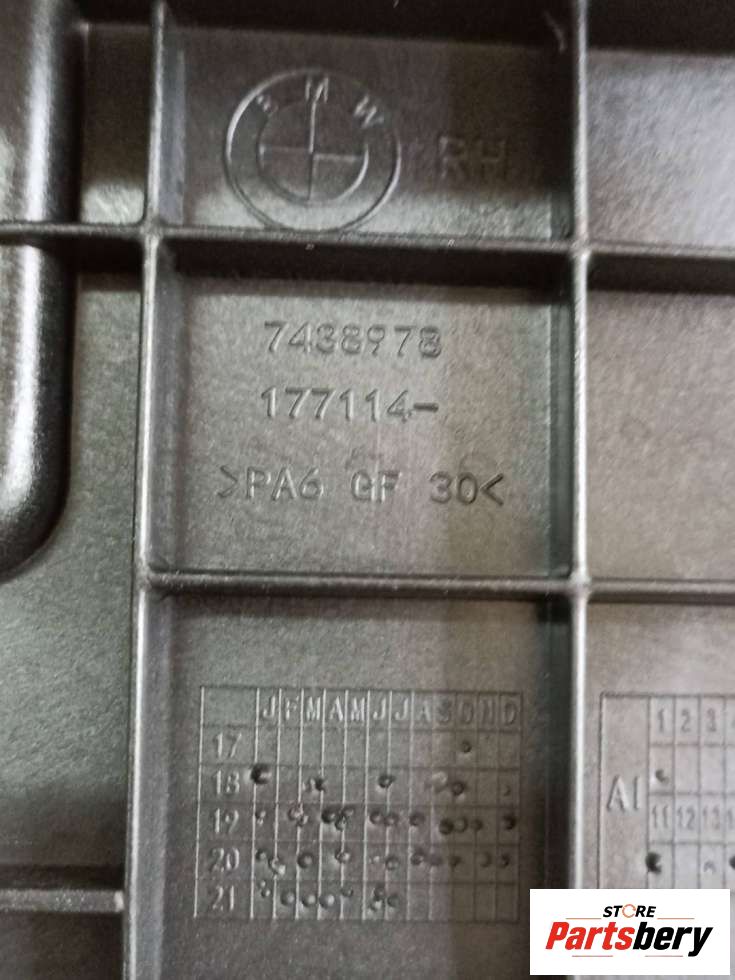 BMW
RH
7438978
177114-
>PA6 GF 30<
J F M A M J J A S O N D
17
18
19
20
21
1 2 3
AI
11 12 13
STORE
Partsbery